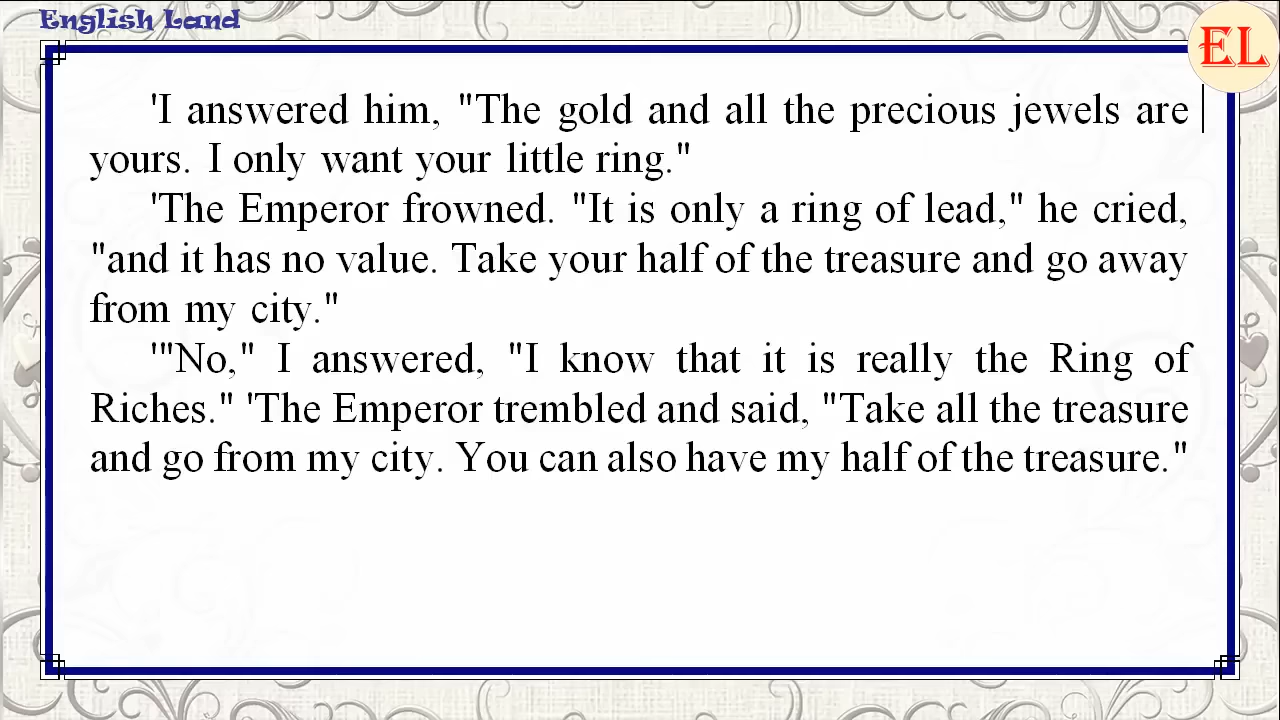 English Land
EL
'I answered him, "The gold and all the precious jewels are
yours. I only want your little ring."
'The Emperor frowned. "It is only a ring of lead," he cried,
"and it has no value. Take your half of the treasure and go away
from my city."
'"No," I answered, "I know that it is really the Ring of
Riches." 'The Emperor trembled and said, "Take all the treasure
and go from my city. You can also have my half of the treasure."